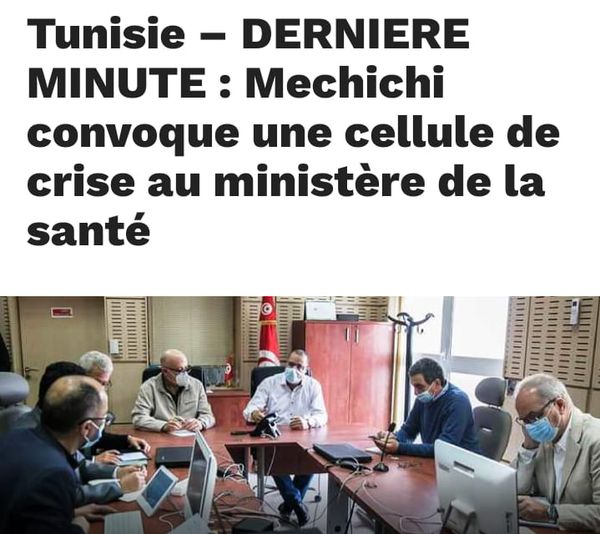 Tunisie – DERNIERE
MINUTE : Mechichi
convoque une cellule de
crise au ministère de la
santé